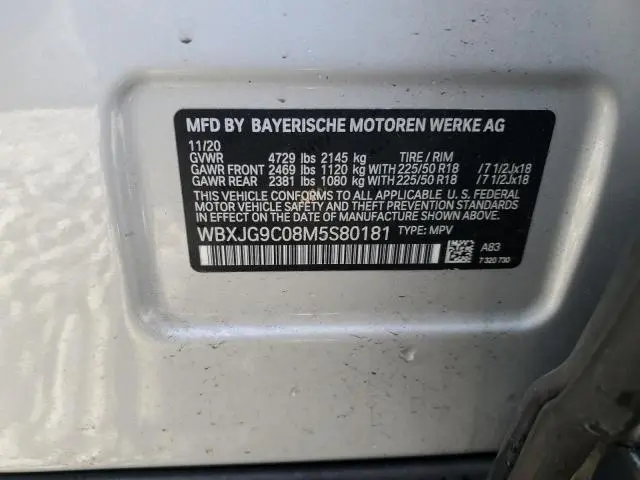 MFD BY BAYERISCHE MOTOREN WERKE AG
11/20
GVWR 4729 lbs 2145 kg TIRE / RIM
GAWR FRONT 2469 lbs 1120 kg WITH 225/50 R18 /7 1/2Jx18
GAWR REAR 2381 lbs 1080 kg WITH 225/50 R18 /7 1/2Jx18
THIS VEHICLE CONFORMS TO ALL APPLICABLE U. S. FEDERAL
MOTOR VEHICLE SAFETY AND THEFT PREVENTION STANDARDS
IN EFFECT ON THE DATE OF MANUFACTURE SHOWN ABOVE.
WBXJG9C08M5S80181 TYPE: MPV
A83
7 320 730